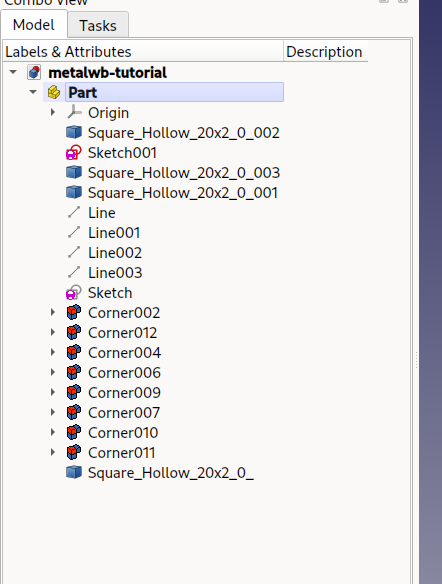 Combo View
Model Tasks
Labels & Attributes Description
metalwb-tutorial
Part
Origin
Square_Hollow_20x2_0_002
Sketch001
Square_Hollow_20x2_0_003
Square_Hollow_20x2_0_001
Line
Line001
Line002
Line003
Sketch
Corner002
Corner012
Corner004
Corner006
Corner009
Corner007
Corner010
Corner011
Square_Hollow_20x2_0_